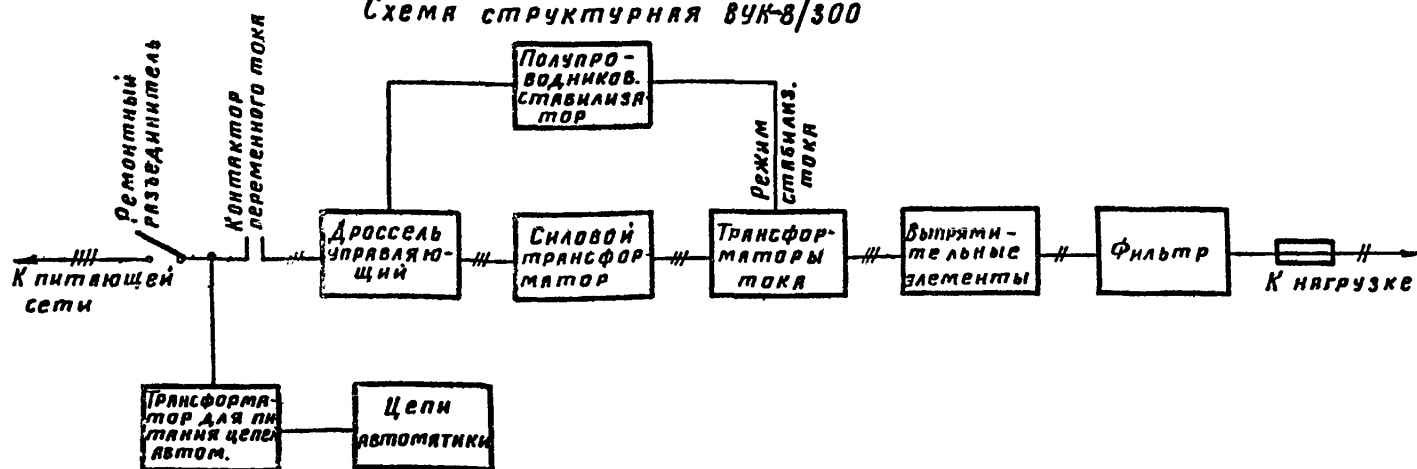 Схема структурная ВУК-8/300
Ремонтный
разъединитель
Контактор
переменного тока
Полупро-
водников.
стабилиза-
тор
Режим
стабилиз.
тока
К питающей
сети
Дроссель
управляю-
щий
Силовой
трансфор-
матор
Трансфор-
маторы
тока
Выпрями-
тельные
элементы
Фильтр
К нагрузке
Трансформа-
тор для пи
тания цепей
автом.
Цепи
автоматики